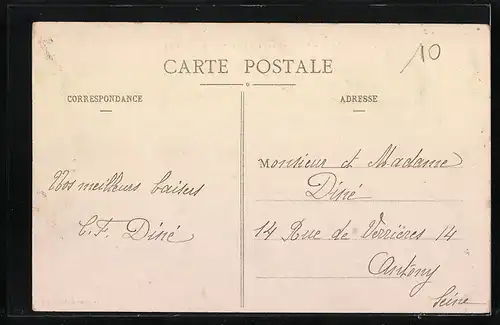 10
CARTE POSTALE
CORRESPONDANCE
ADRESSE
Nos meilleurs baisers
C. F. Diné
Monsieur et Madame
Diné
14 Rue de Verrières 14
Antony
Seine